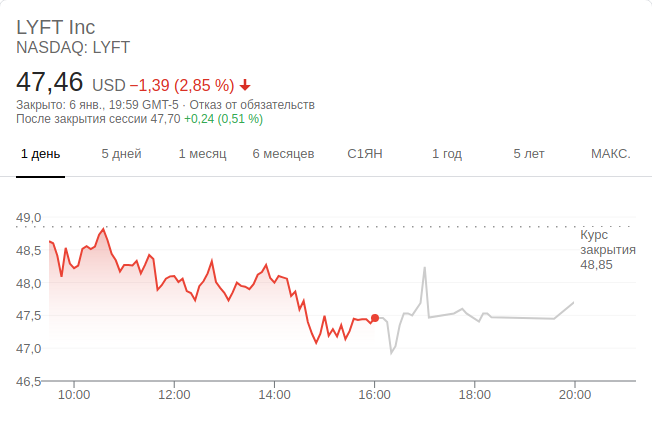 LYFT Inc
NASDAQ: LYFT
47,46 USD −1,39 (2,85 %)
Закрыто: 6 янв., 19:59 GMT-5 · Отказ от обязательств
После закрытия сессии 47,70 +0,24 (0,51 %)
1 день 5 дней 1 месяц 6 месяцев С1ЯН 1 год 5 лет МАКС.
49,0
Курс
закрытия
48,85
48,5
48,0
47,5
47,0
46,5
10:00 12:00 14:00 16:00 18:00 20:00